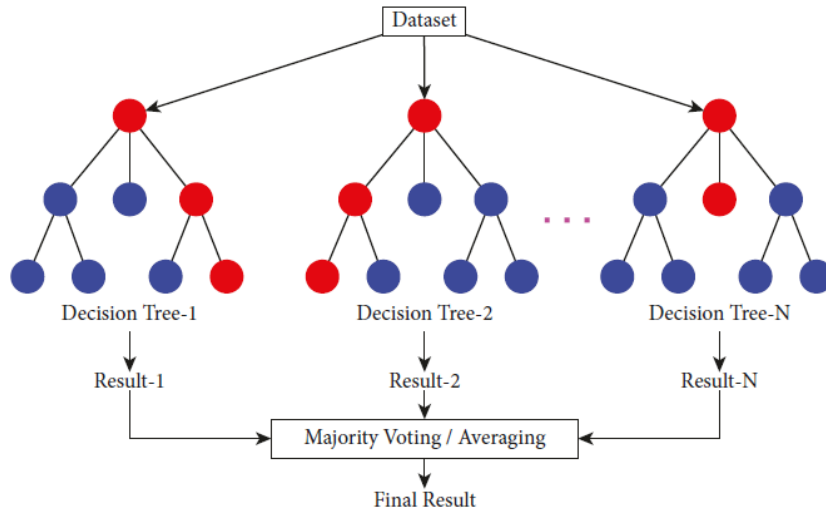 Dataset
Decision Tree-1
Decision Tree-2
Decision Tree-N
Result-1
Result-2
Result-N
Majority Voting / Averaging
Final Result